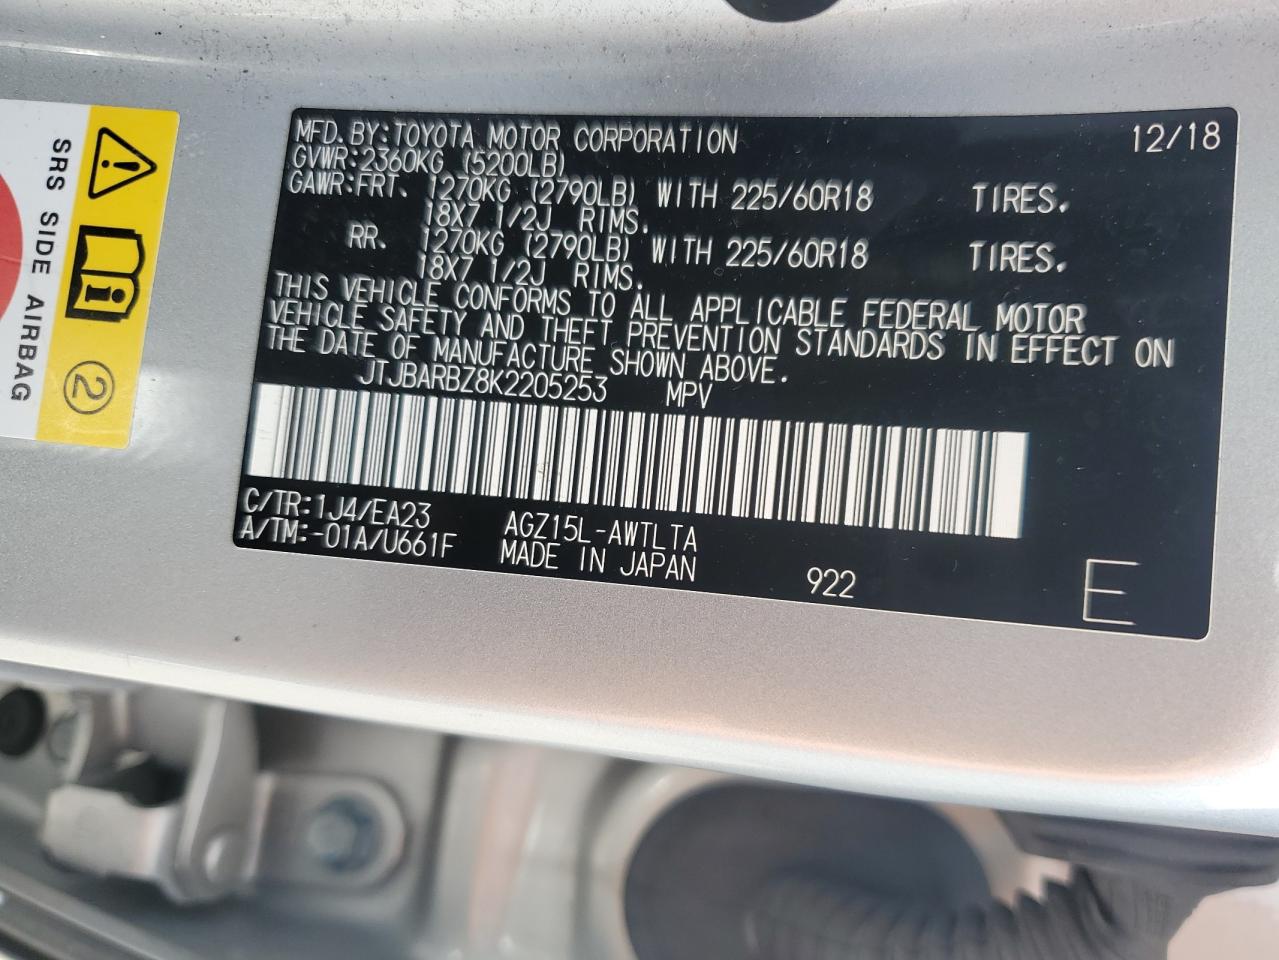 MFD. BY: TOYOTA MOTOR CORPORATION 12/18
GVWR: 2360KG (5200LB)
GAWR: FRT. 1270KG (2790LB) WITH 225/60R18 TIRES.
18X7 1/2J RIMS.
RR. 1270KG (2790LB) WITH 225/60R18 TIRES.
18X7 1/2J RIMS.
THIS VEHICLE CONFORMS TO ALL APPLICABLE FEDERAL MOTOR
VEHICLE SAFETY AND THEFT PREVENTION STANDARDS IN EFFECT ON
THE DATE OF MANUFACTURE SHOWN ABOVE.
JTJBARBZ8K2205253 MPV
C/TR: 1J4/EA23 AGZ15L-AWTLTA
A/TM: -01A/U661F MADE IN JAPAN 922 E
SRS SIDE AIRBAG
2